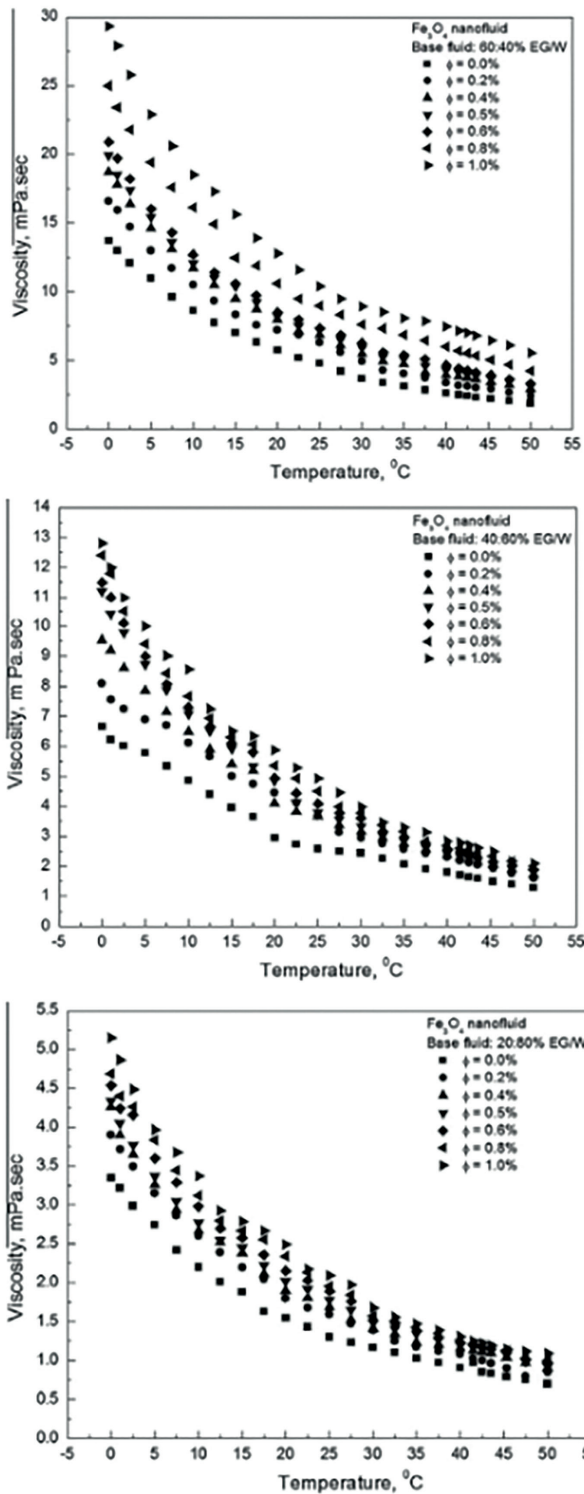 30
25
20
15
10
5
0
Viscosity, mPa.sec
Fe₃O₄ nanofluid
Base fluid: 60:40% EG/W
ϕ = 0.0%
ϕ = 0.2%
ϕ = 0.4%
ϕ = 0.5%
ϕ = 0.6%
ϕ = 0.8%
ϕ = 1.0%
-5 0 5 10 15 20 25 30 35 40 45 50 55
Temperature, ⁰C
14
13
12
11
10
9
8
7
6
5
4
3
2
1
0
Viscosity, m Pa.sec
Fe₃O₄ nanofluid
Base fluid: 40:60% EG/W
ϕ = 0.0%
ϕ = 0.2%
ϕ = 0.4%
ϕ = 0.5%
ϕ = 0.6%
ϕ = 0.8%
ϕ = 1.0%
-5 0 5 10 15 20 25 30 35 40 45 50 55
Temperature, ⁰C
5.5
5.0
4.5
4.0
3.5
3.0
2.5
2.0
1.5
1.0
0.5
0.0
Viscosity, mPa.sec
Fe₃O₄ nanofluid
Base fluid: 20:80% EG/W
ϕ = 0.0%
ϕ = 0.2%
ϕ = 0.4%
ϕ = 0.5%
ϕ = 0.6%
ϕ = 0.8%
ϕ = 1.0%
-5 0 5 10 15 20 25 30 35 40 45 50
Temperature, ⁰C